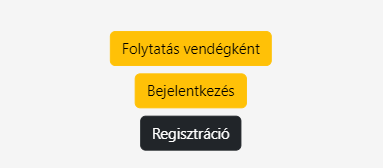 Folytatás vendégként
Bejelentkezés
Regisztráció